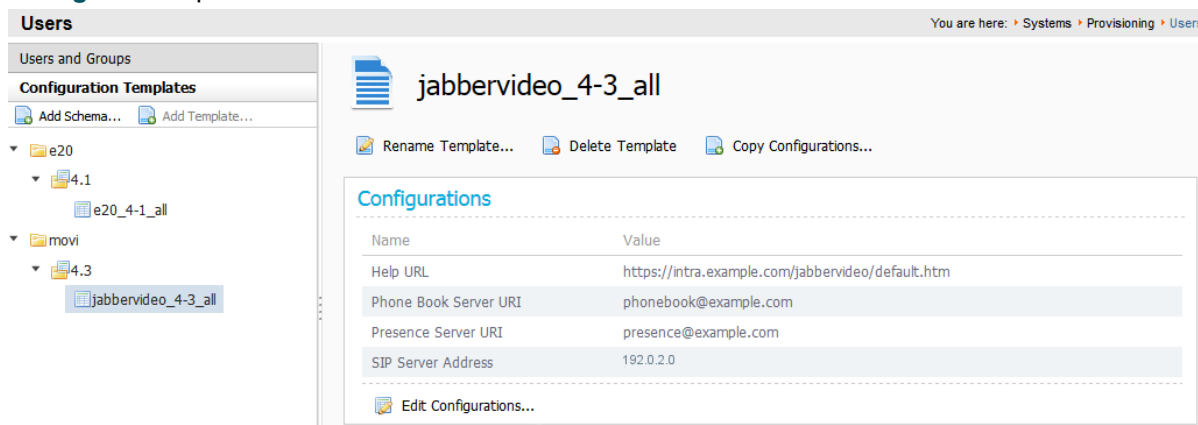 Users
You are here: Systems Provisioning Users
Users and Groups
Configuration Templates
Add Schema... Add Template...
e20
4.1
e20_4-1_all
movi
4.3
jabbervideo_4-3_all
jabbervideo_4-3_all
Rename Template... Delete Template Copy Configurations...
Configurations
Name Value
Help URL https://intra.example.com/jabbervideo/default.htm
Phone Book Server URI phonebook@example.com
Presence Server URI presence@example.com
SIP Server Address 192.0.2.0
Edit Configurations...